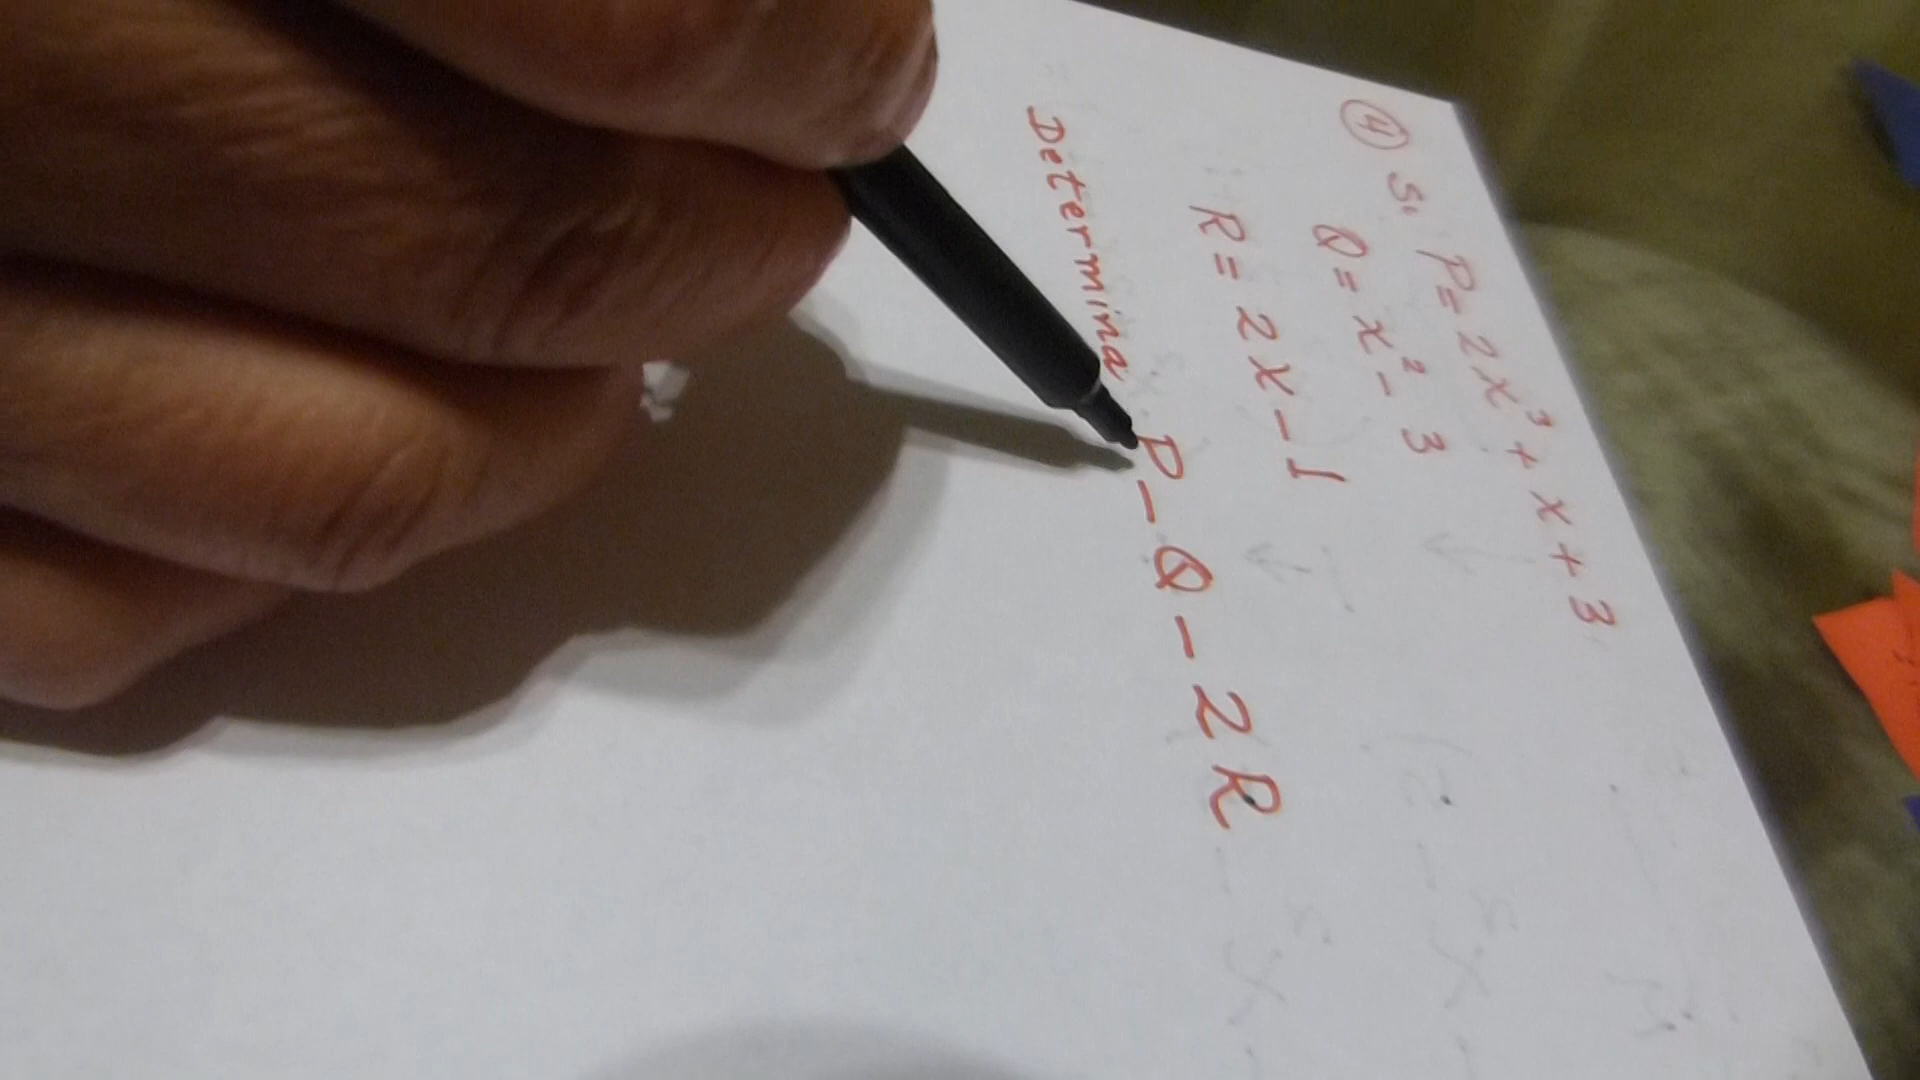 ④ Si P = 2x³ + x + 3
Q = x² - 3
R = 2x - 1
Determina P - Q - 2R